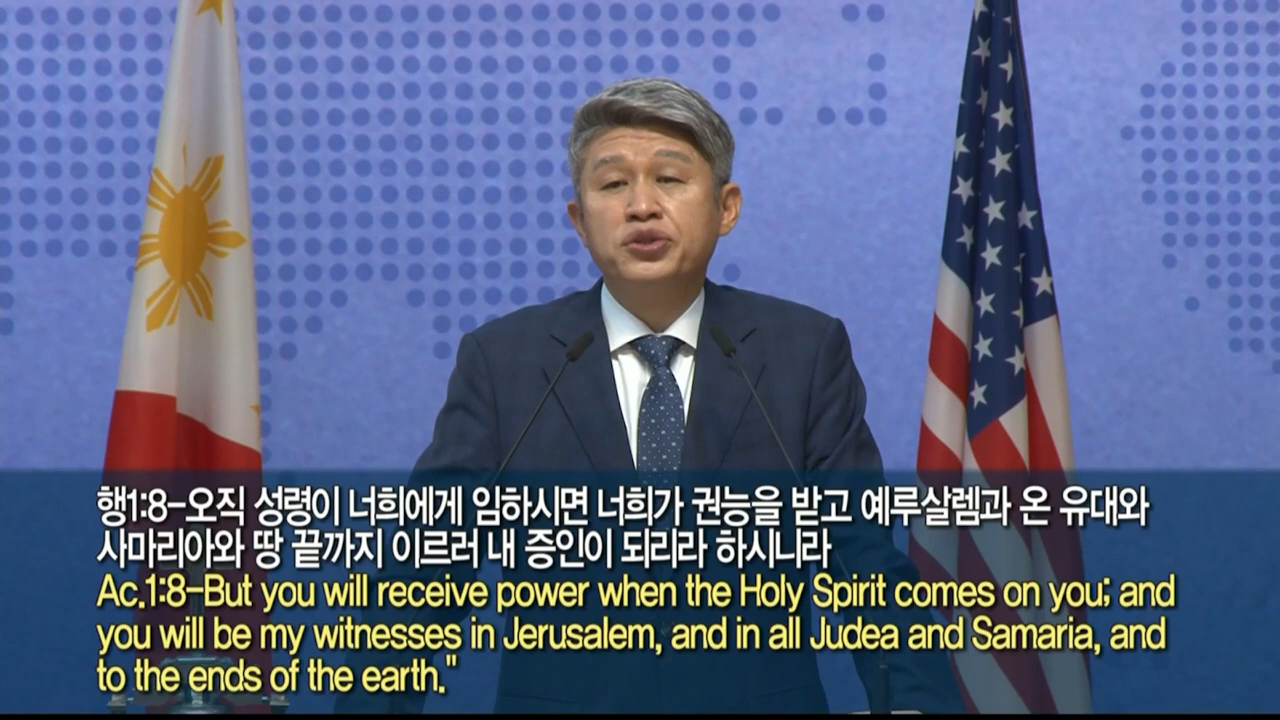 행1:8-오직 성령이 너희에게 임하시면 너희가 권능을 받고 예루살렘과 온 유대와
사마리아와 땅 끝까지 이르러 내 증인이 되리라 하시니라
Ac.1:8-But you will receive power when the Holy Spirit comes on you; and
you will be my witnesses in Jerusalem, and in all Judea and Samaria, and
to the ends of the earth."